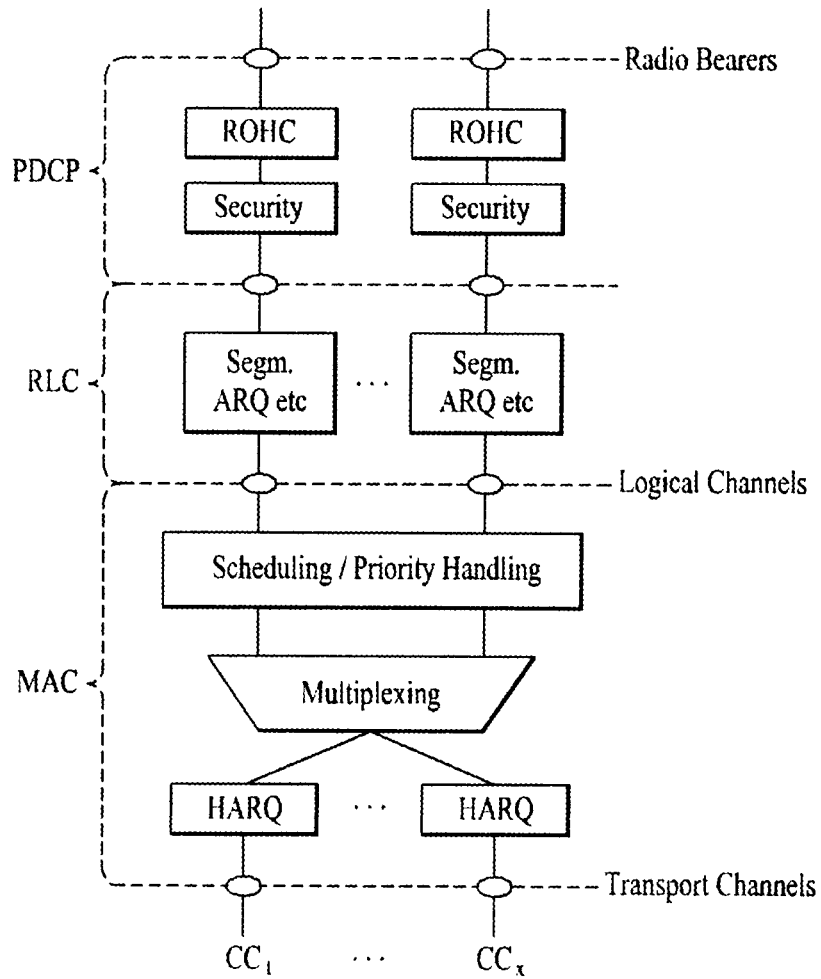 Radio Bearers
ROHC ROHC
PDCP
Security Security
Segm. ARQ etc ... Segm. ARQ etc
RLC
Logical Channels
Scheduling / Priority Handling
MAC
Multiplexing
HARQ ... HARQ
Transport Channels
CC1 ... CCx